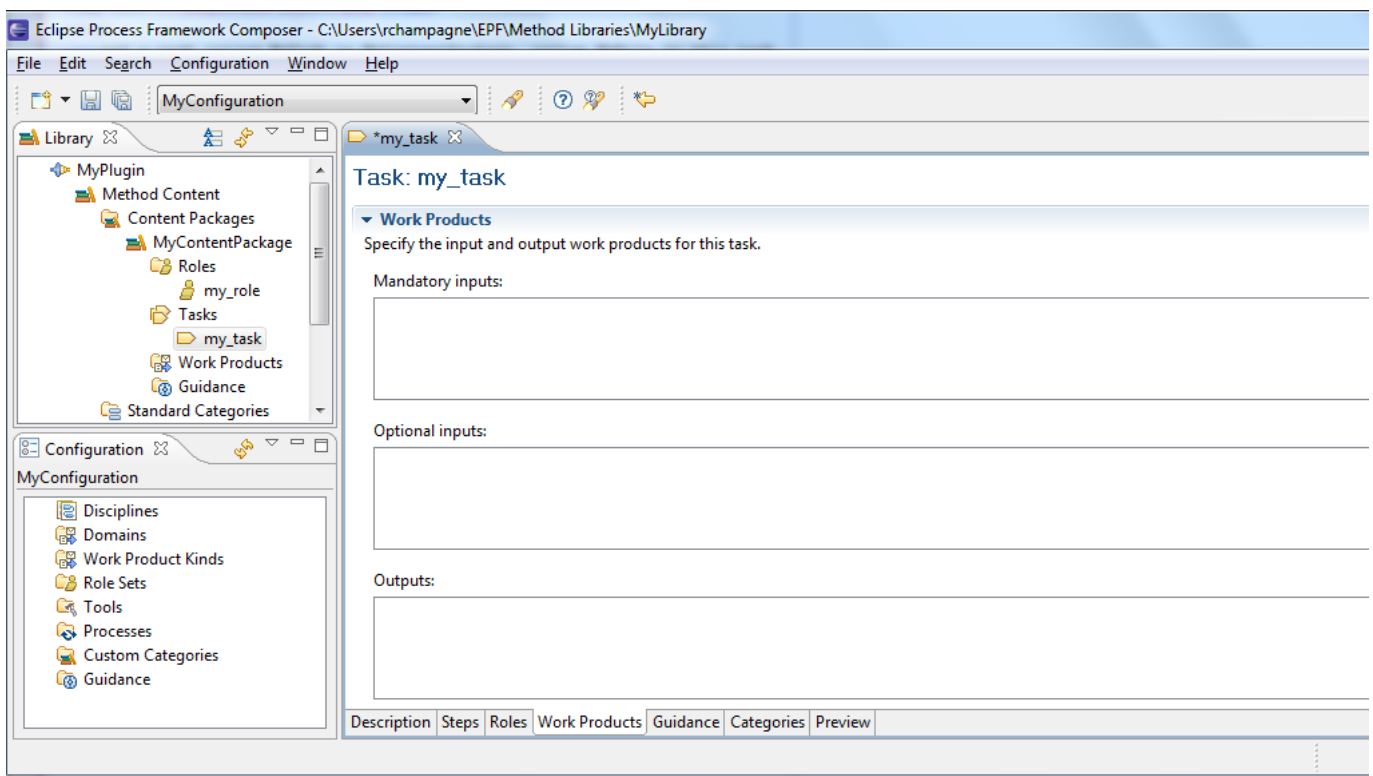 Eclipse Process Framework Composer - C:\Users\rchampagne\EPF\Method Libraries\MyLibrary
File Edit Search Configuration Window Help
MyConfiguration
Library
MyPlugin
Method Content
Content Packages
MyContentPackage
Roles
my_role
Tasks
my_task
Work Products
Guidance
Standard Categories
Configuration
MyConfiguration
Disciplines
Domains
Work Product Kinds
Role Sets
Tools
Processes
Custom Categories
Guidance
*my_task
Task: my_task
Work Products
Specify the input and output work products for this task.
Mandatory inputs:
Optional inputs:
Outputs:
Description Steps Roles Work Products Guidance Categories Preview